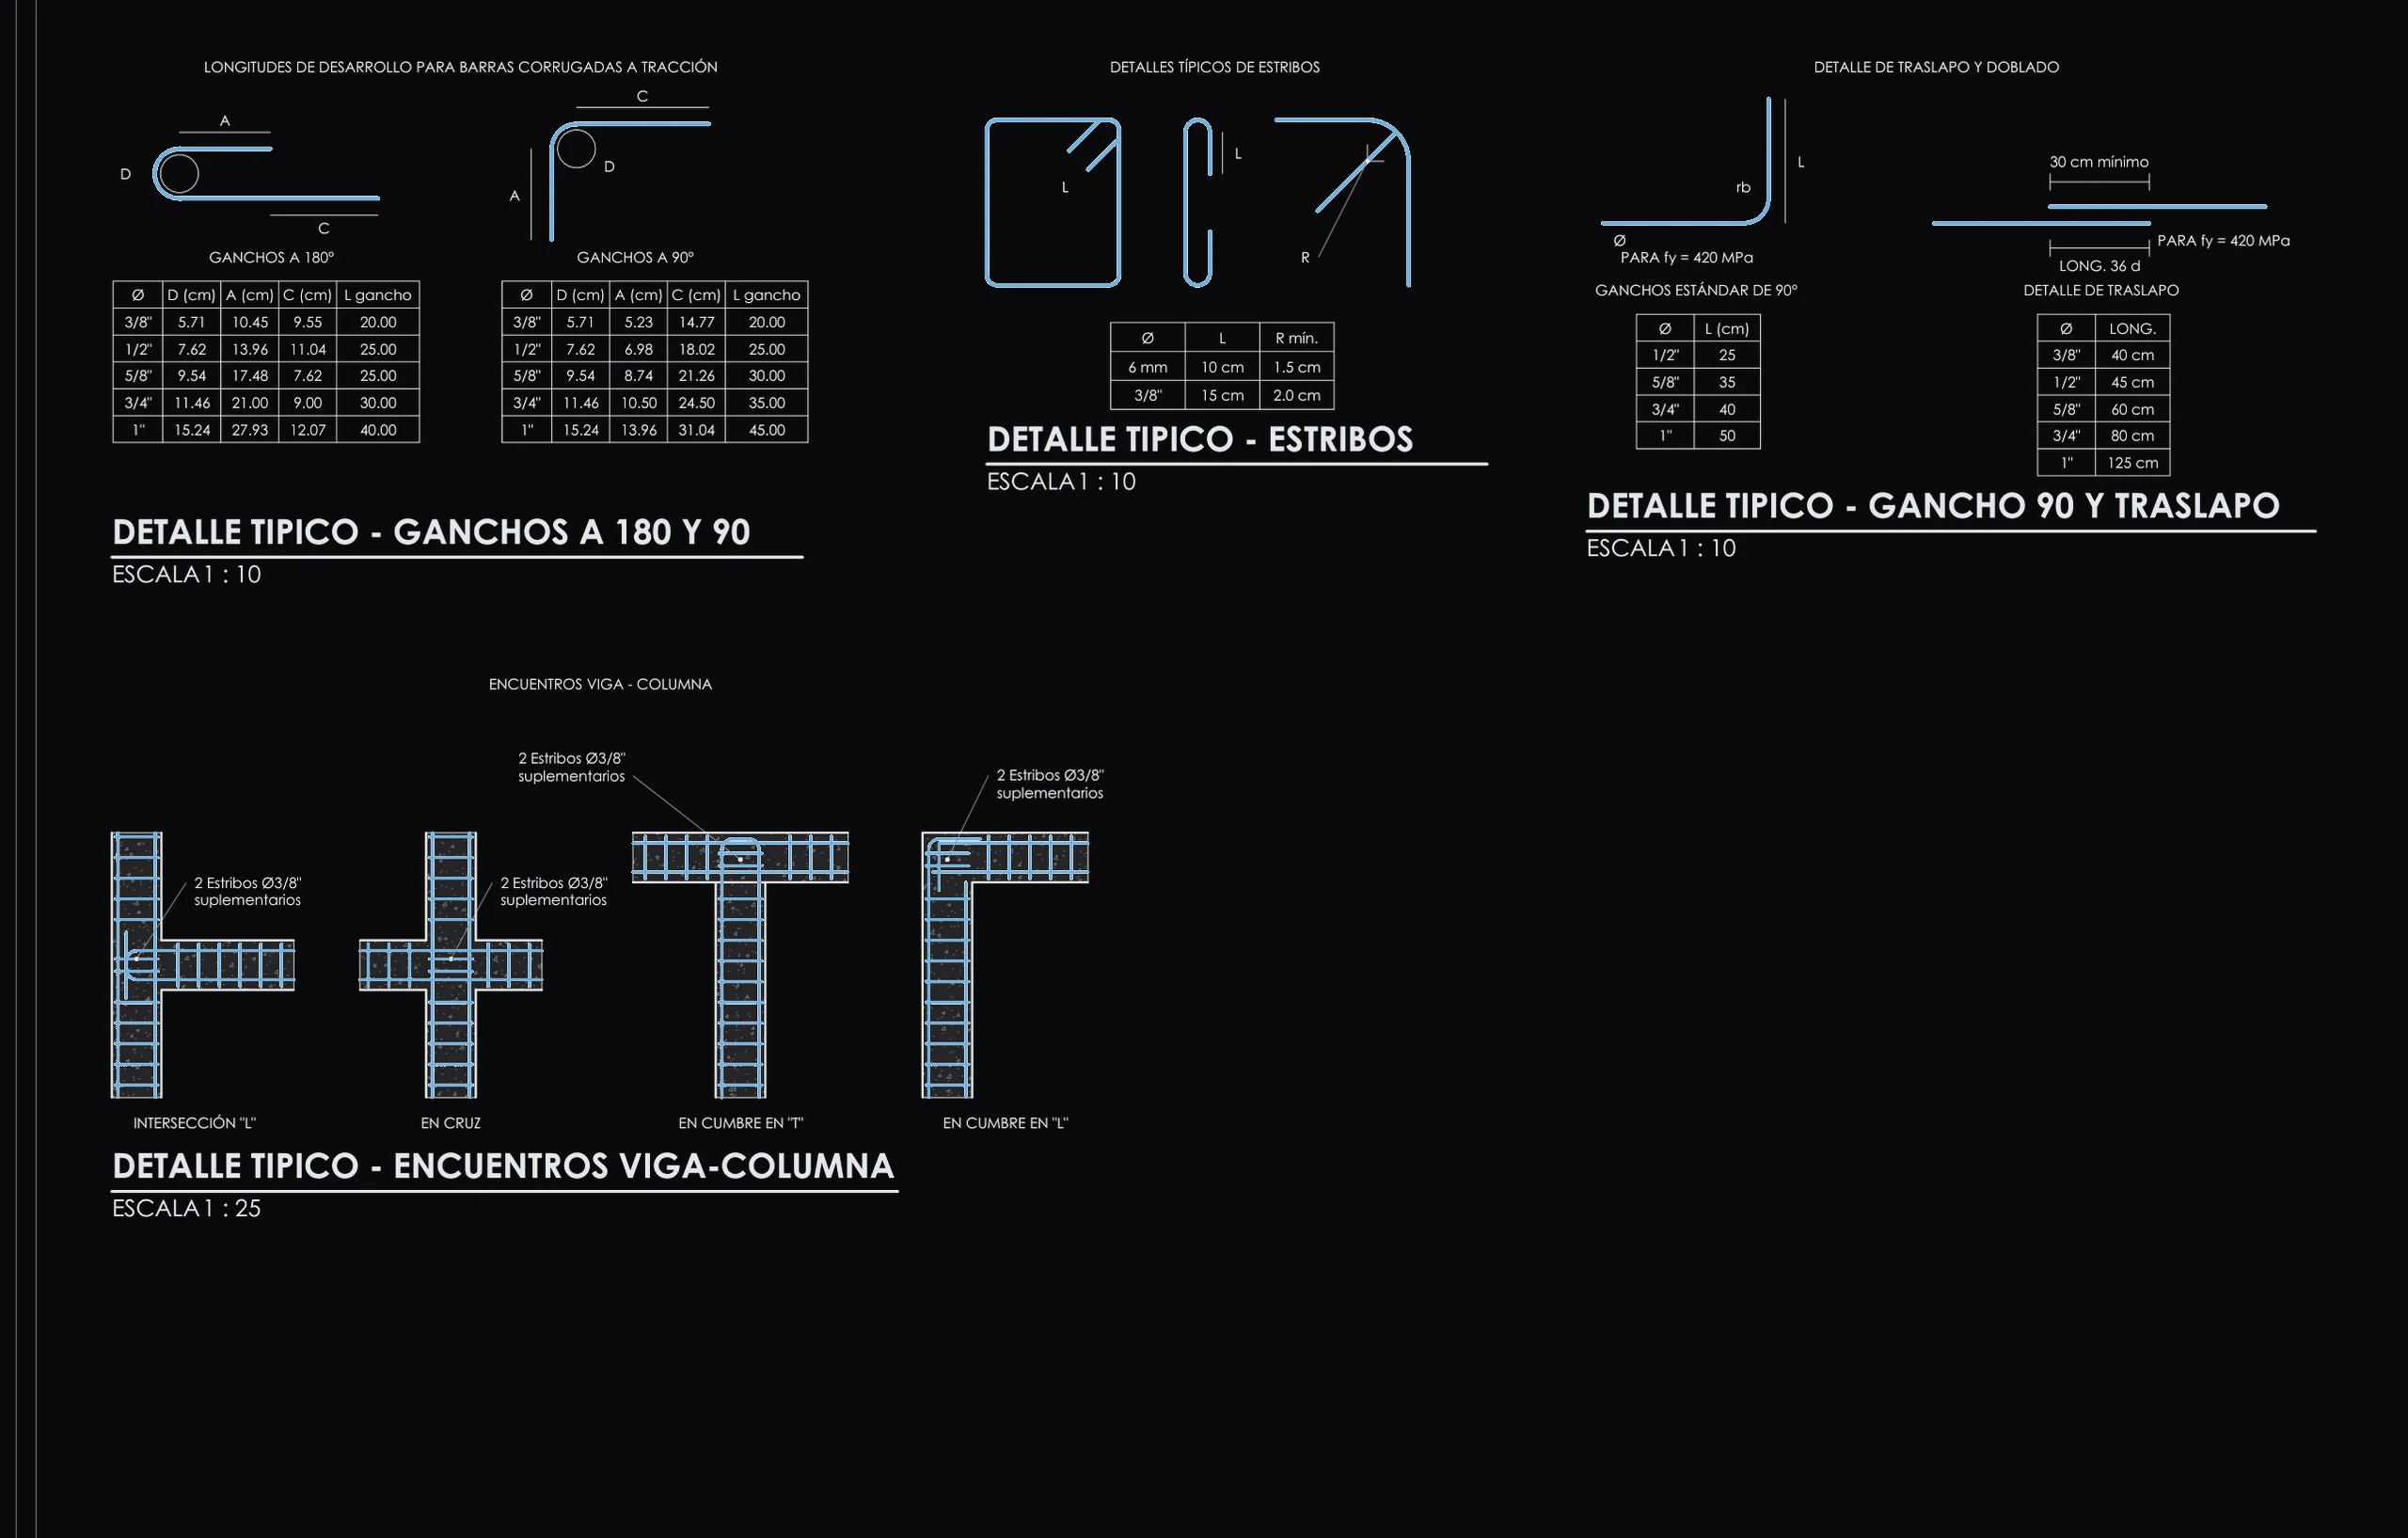 LONGITUDES DE DESARROLLO PARA BARRAS CORRUGADAS A TRACCIÓN
A
D
C
GANCHOS A 180°
C
D
A
GANCHOS A 90°
Ø D (cm) A (cm) C (cm) L gancho
3/8" 5.71 10.45 9.55 20.00
1/2" 7.62 13.96 11.04 25.00
5/8" 9.54 17.48 7.62 25.00
3/4" 11.46 21.00 9.00 30.00
1" 15.24 27.93 12.07 40.00
Ø D (cm) A (cm) C (cm) L gancho
3/8" 5.71 5.23 14.77 20.00
1/2" 7.62 6.98 18.02 25.00
5/8" 9.54 8.74 21.26 30.00
3/4" 11.46 10.50 24.50 35.00
1" 15.24 13.96 31.04 45.00
DETALLE TIPICO - GANCHOS A 180 Y 90
ESCALA 1 : 10
DETALLES TÍPICOS DE ESTRIBOS
L
L
R
Ø L R mín.
6 mm 10 cm 1.5 cm
3/8" 15 cm 2.0 cm
DETALLE TIPICO - ESTRIBOS
ESCALA 1 : 10
DETALLE DE TRASLAPO Y DOBLADO
L
rb
Ø
PARA fy = 420 MPa
GANCHOS ESTÁNDAR DE 90°
Ø L (cm)
1/2" 25
5/8" 35
3/4" 40
1" 50
30 cm mínimo
PARA fy = 420 MPa
LONG. 36 d
DETALLE DE TRASLAPO
Ø LONG.
3/8" 40 cm
1/2" 45 cm
5/8" 60 cm
3/4" 80 cm
1" 125 cm
DETALLE TIPICO - GANCHO 90 Y TRASLAPO
ESCALA 1 : 10
ENCUENTROS VIGA - COLUMNA
2 Estribos Ø3/8"
suplementarios
INTERSECCIÓN "L"
2 Estribos Ø3/8"
suplementarios
EN CRUZ
2 Estribos Ø3/8"
suplementarios
EN CUMBRE EN "T"
2 Estribos Ø3/8"
suplementarios
EN CUMBRE EN "L"
DETALLE TIPICO - ENCUENTROS VIGA-COLUMNA
ESCALA 1 : 25